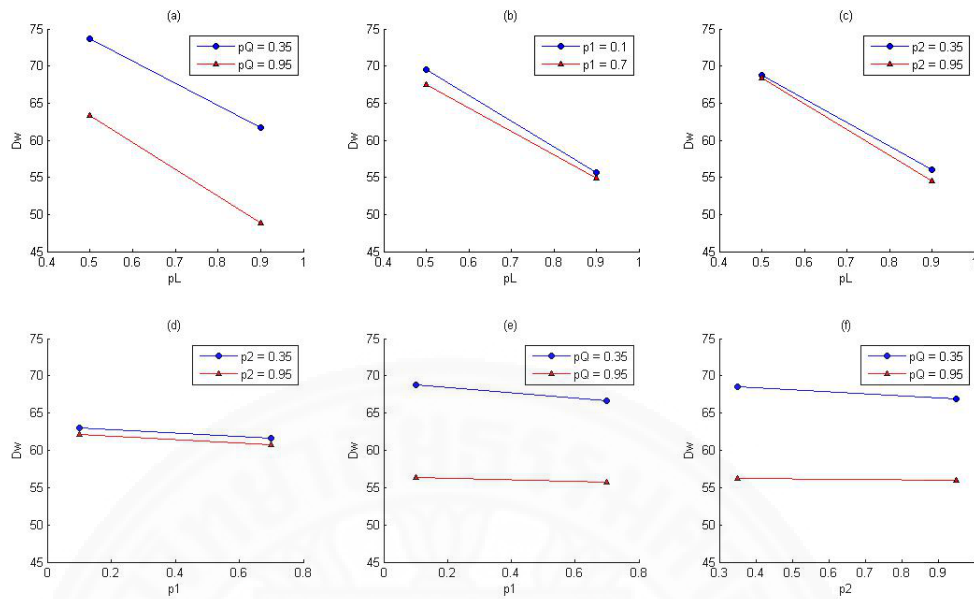 (a)
75
70
65
60
55
50
45
Dw
0.4 0.5 0.6 0.7 0.8 0.9 1
pL
pQ = 0.35
pQ = 0.95
(b)
75
70
65
60
55
50
45
Dw
0.4 0.5 0.6 0.7 0.8 0.9 1
pL
p1 = 0.1
p1 = 0.7
(c)
75
70
65
60
55
50
45
Dw
0.4 0.5 0.6 0.7 0.8 0.9 1
pL
p2 = 0.35
p2 = 0.95
(d)
75
70
65
60
55
50
45
Dw
0 0.2 0.4 0.6 0.8
p1
p2 = 0.35
p2 = 0.95
(e)
75
70
65
60
55
50
45
Dw
0 0.2 0.4 0.6 0.8
p1
pQ = 0.35
pQ = 0.95
(f)
75
70
65
60
55
50
45
Dw
0.3 0.4 0.5 0.6 0.7 0.8 0.9
p2
pQ = 0.35
pQ = 0.95